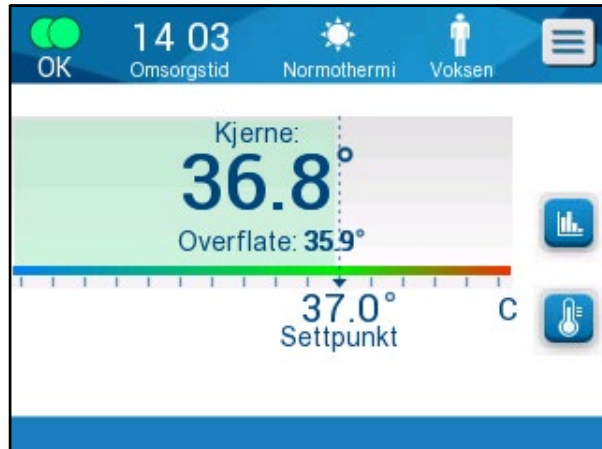 OK
14 03
Omsorgstid
Normothermi
Voksen
Kjerne:
36.8°
Overflate: 35.9°
37.0°
C
Settpunkt